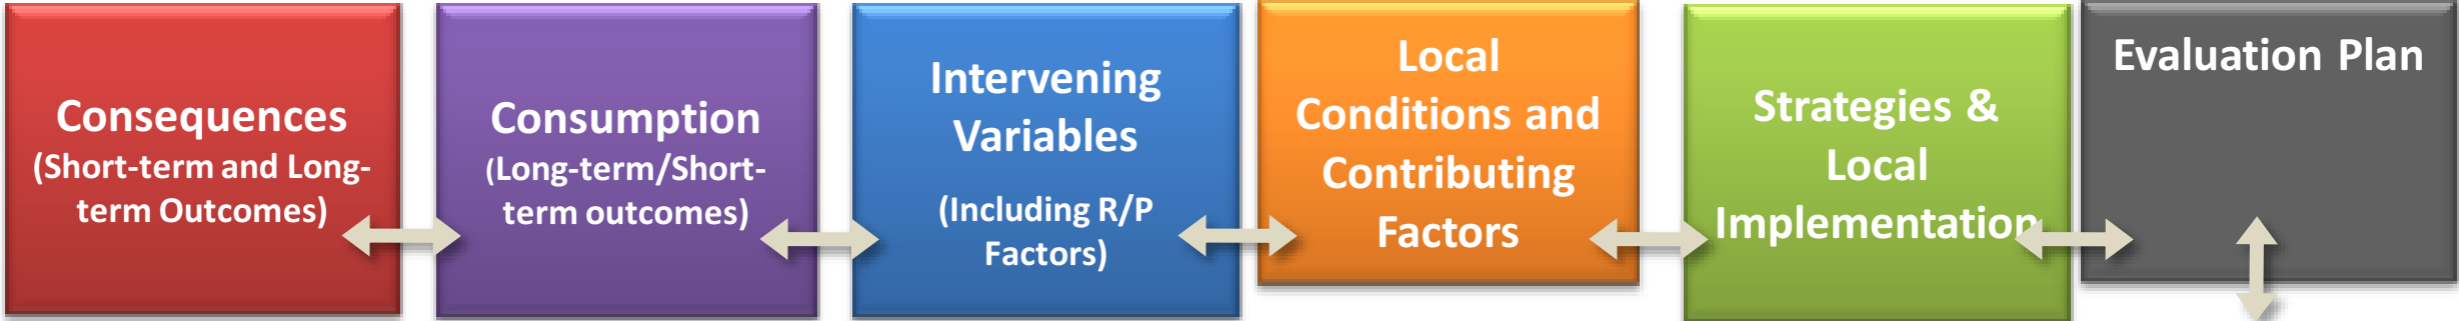 Consequences
(Short-term and Long-
term Outcomes)
Consumption
(Long-term/Short-
term outcomes)
Intervening
Variables
(Including R/P
Factors)
Local
Conditions and
Contributing
Factors
Strategies &
Local
Implementation
Evaluation Plan